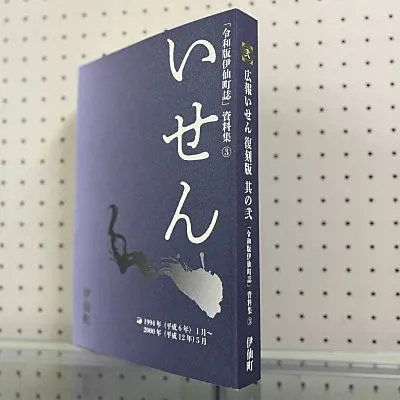 「令和版伊仙町誌」資料集③
いせん
1994年(平成6年)1月〜
2000年(平成12年)5月
伊仙町
広報いせん 復刻版 其の弐
「令和版伊仙町誌」資料集③
伊仙町